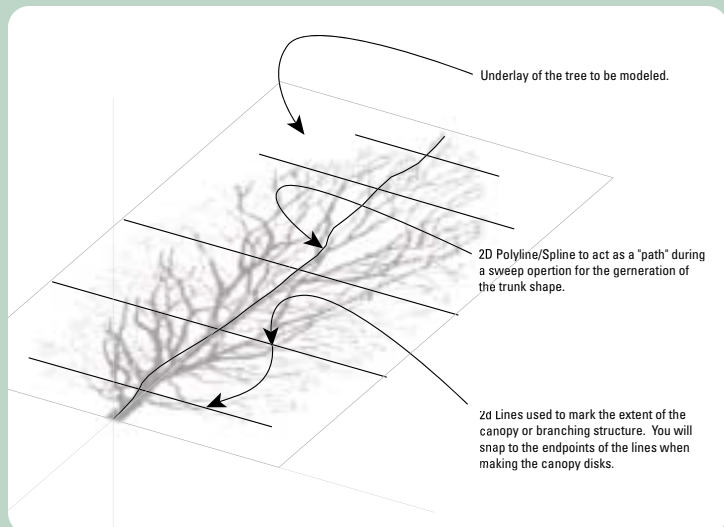 Underlay of the tree to be modeled.
2D Polyline/Spline to act as a "path" during
a sweep opertion for the gerneration of
the trunk shape.
2d Lines used to mark the extent of the
canopy or branching structure.  You will
snap to the endpoints of the lines when
making the canopy disks.